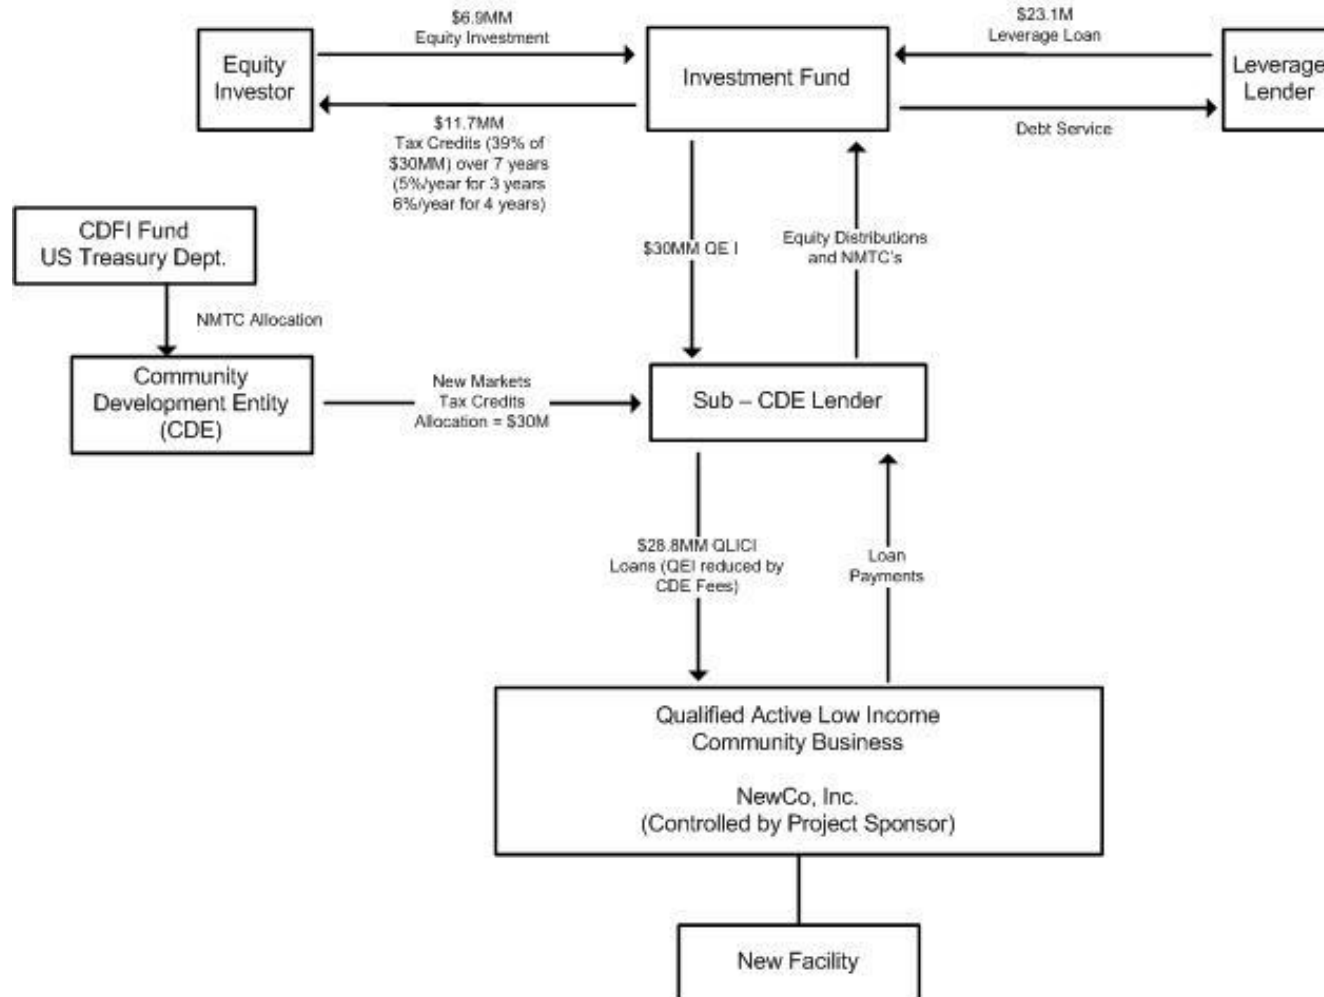 $6.9MM
Equity Investment
$23.1M
Leverage Loan
Equity
Investor
Investment Fund
Leverage
Lender
$11.7MM
Tax Credits (39% of
$30MM) over 7 years
(5%/year for 3 years
6%/year for 4 years)
Debt Service
CDFI Fund
US Treasury Dept.
$30MM QE I
Equity Distributions
and NMTC's
NMTC Allocation
Community
Development Entity
(CDE)
New Markets
Tax Credits
Allocation = $30M
Sub – CDE Lender
$28.8MM QLICI
Loans (QEI reduced by
CDE Fees)
Loan
Payments
Qualified Active Low Income
Community Business
NewCo, Inc.
(Controlled by Project Sponsor)
New Facility